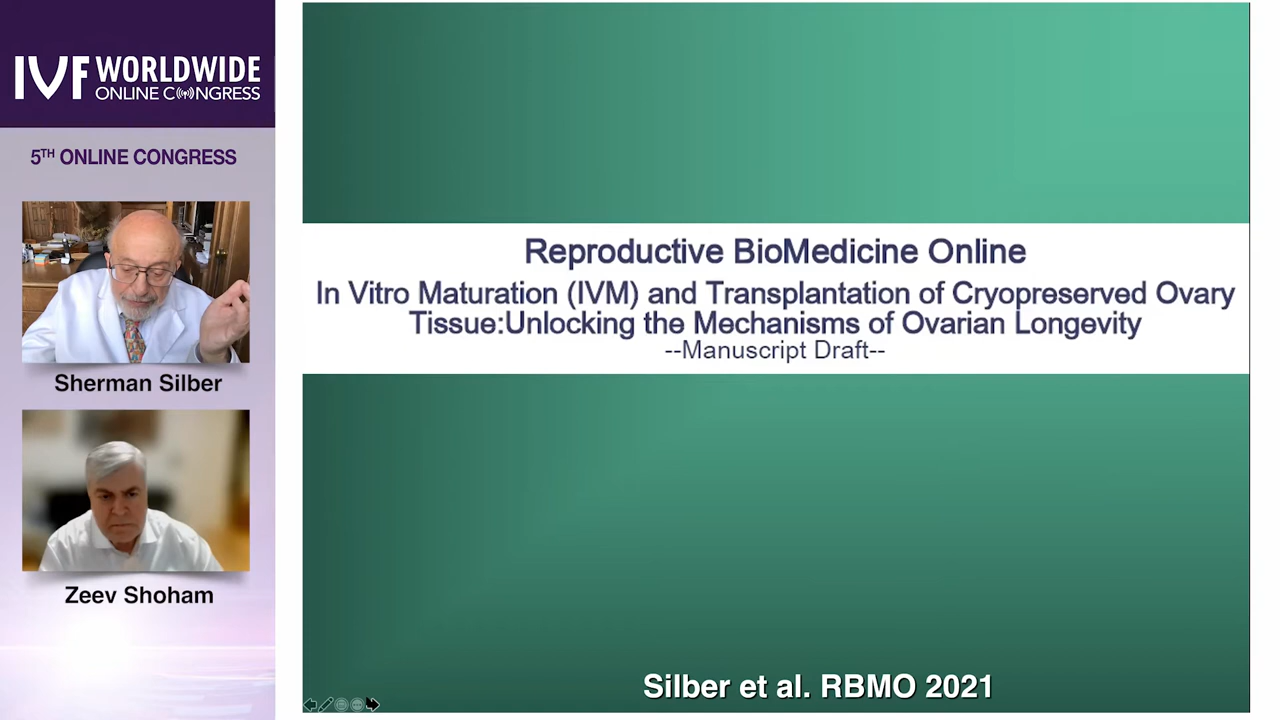 IVF WORLDWIDE
ONLINE CONGRESS
5TH ONLINE CONGRESS
Sherman Silber
Zeev Shoham
Reproductive BioMedicine Online
In Vitro Maturation (IVM) and Transplantation of Cryopreserved Ovary
Tissue:Unlocking the Mechanisms of Ovarian Longevity
--Manuscript Draft--
Silber et al. RBMO 2021